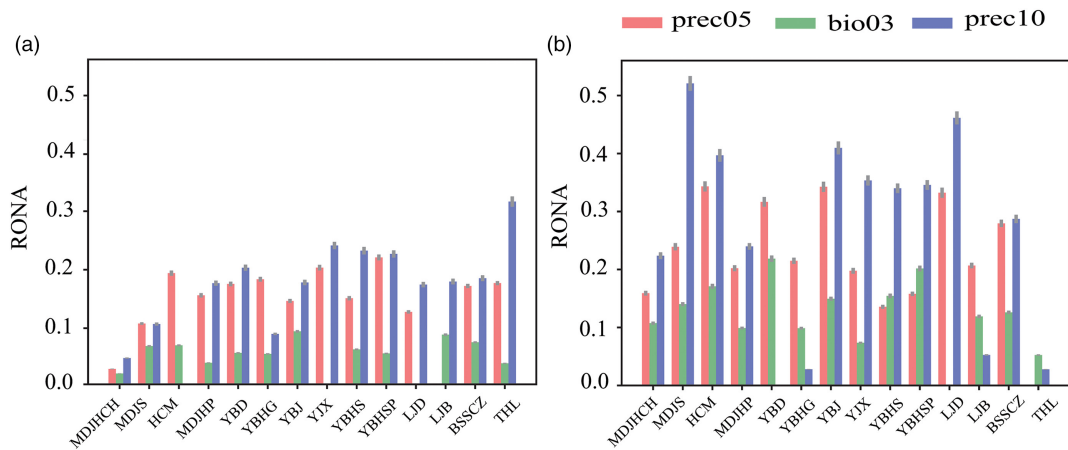 prec05 bio03 prec10
(a)
0.5
0.4
0.3
0.2
0.1
0.0
RONA
MDJHCH MDJS HCM MDJHP YBD YBHG YBJ YJX YBHS YBHSP LJD LJB BSSCZ THL
(b)
0.5
0.4
0.3
0.2
0.1
0.0
RONA
MDJHCH MDJS HCM MDJHP YBD YBHG YBJ YJX YBHS YBHSP LJD LJB BSSCZ THL